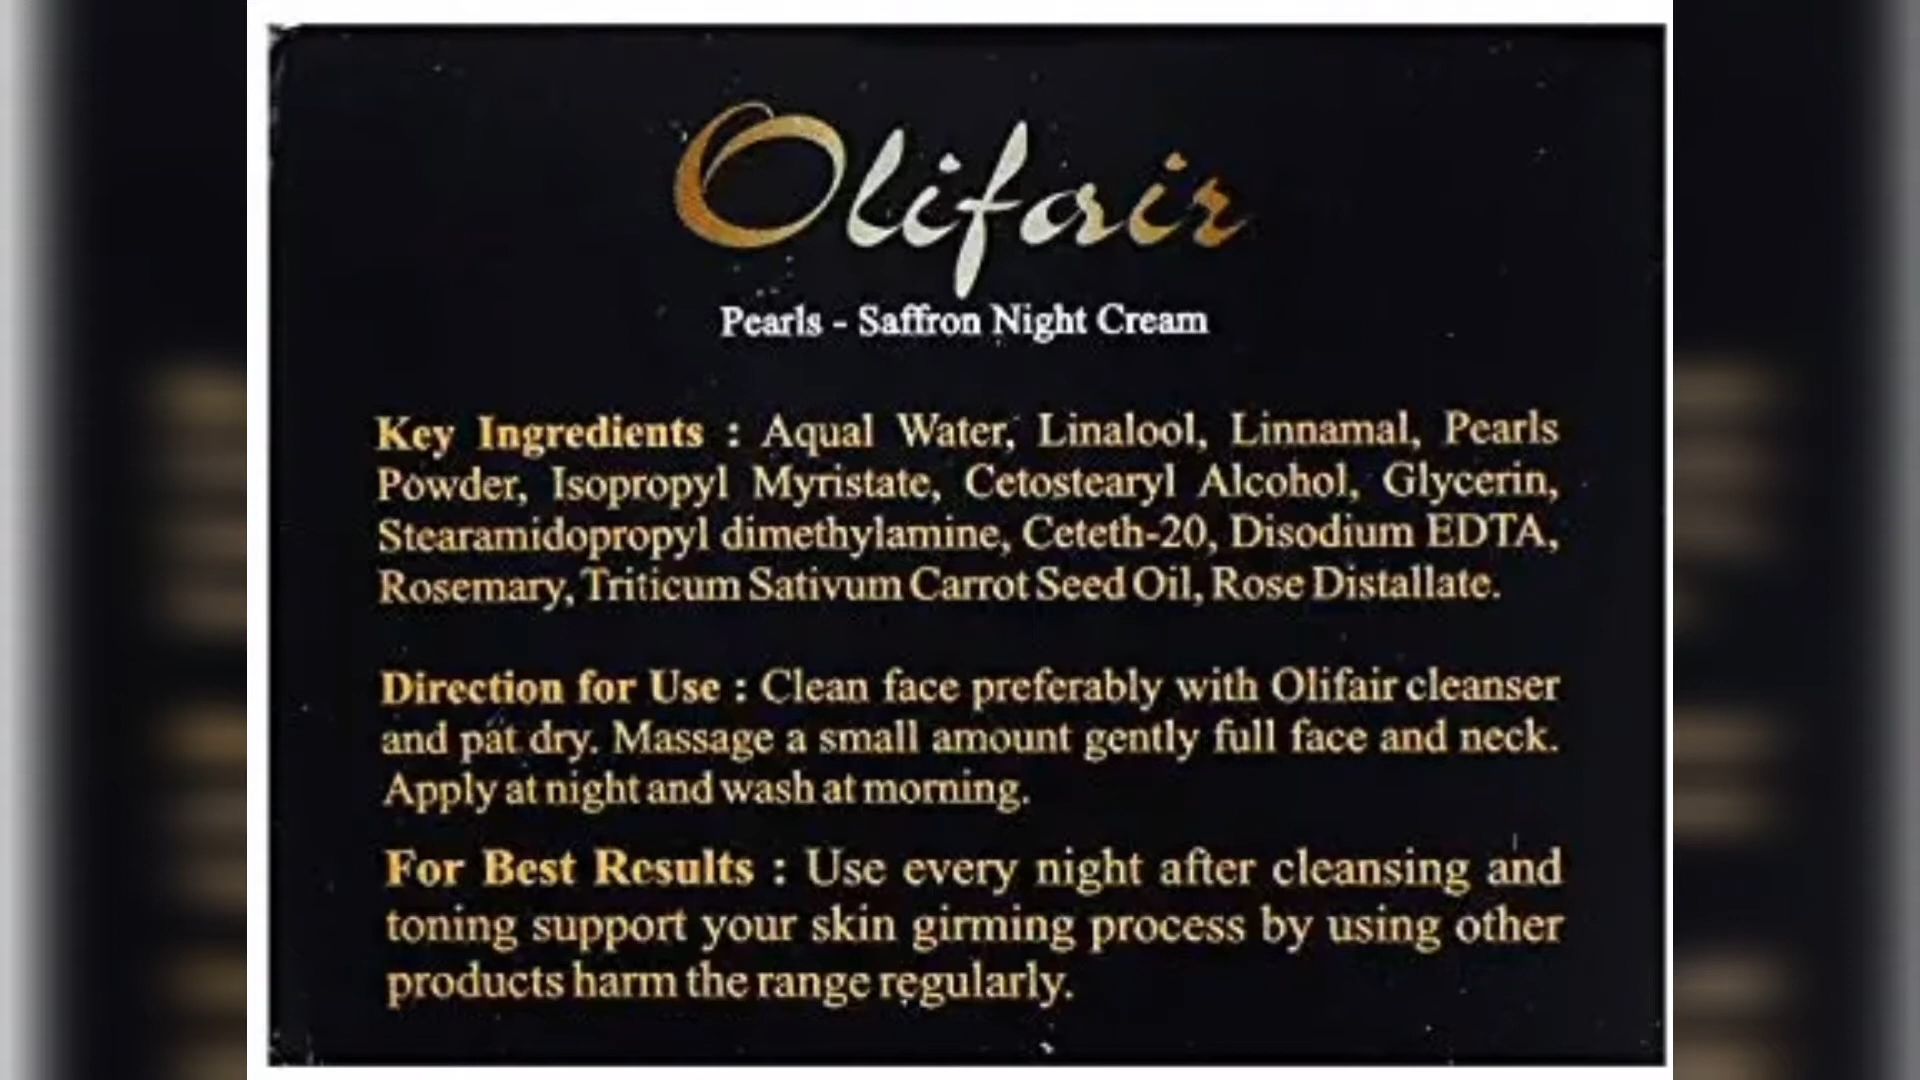 Olifair
Pearls - Saffron Night Cream
Key Ingredients : Aqual Water, Linalool, Linnamal, Pearls
Powder, Isopropyl Myristate, Cetostearyl Alcohol, Glycerin,
Stearamidopropyl dimethylamine, Ceteth-20, Disodium EDTA,
Rosemary, Triticum Sativum Carrot Seed Oil, Rose Distallate.
Direction for Use : Clean face preferably with Olifair cleanser
and pat dry. Massage a small amount gently full face and neck.
Apply at night and wash at morning.
For Best Results : Use every night after cleansing and
toning support your skin girming process by using other
products harm the range regularly.